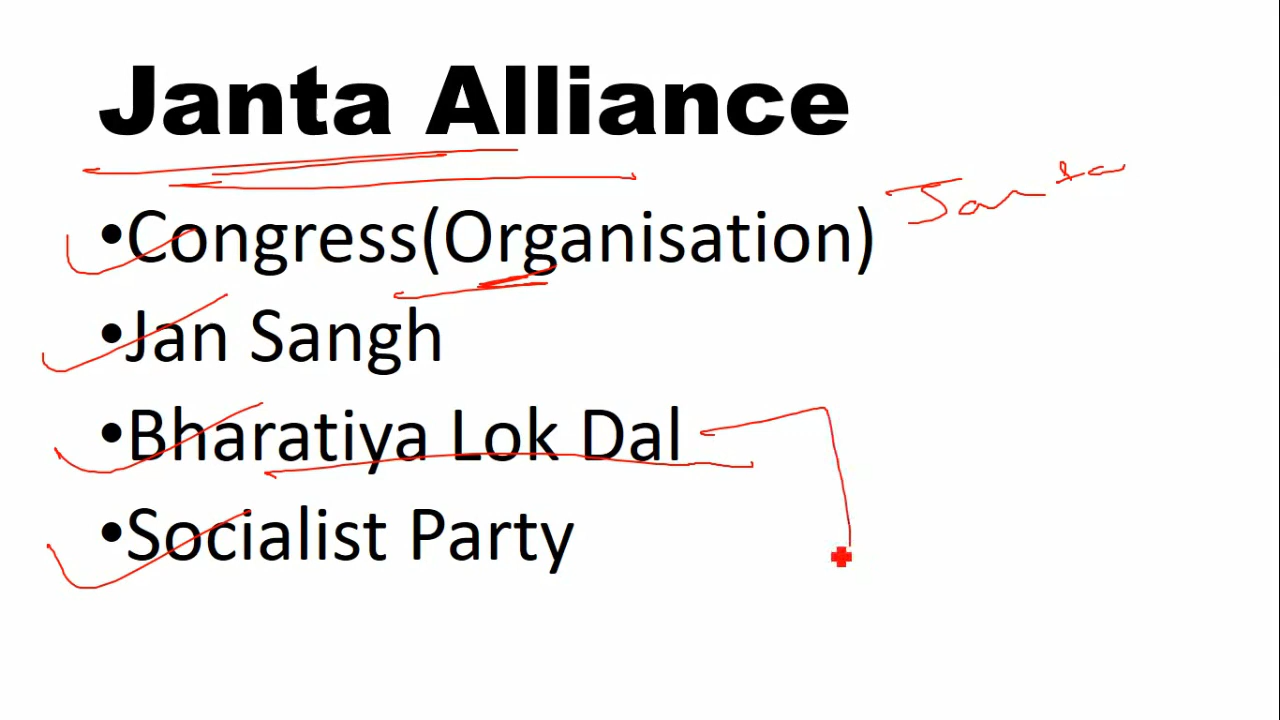 Janta Alliance
•Congress(Organisation) Janta
•Jan Sangh
•Bharatiya Lok Dal
•Socialist Party